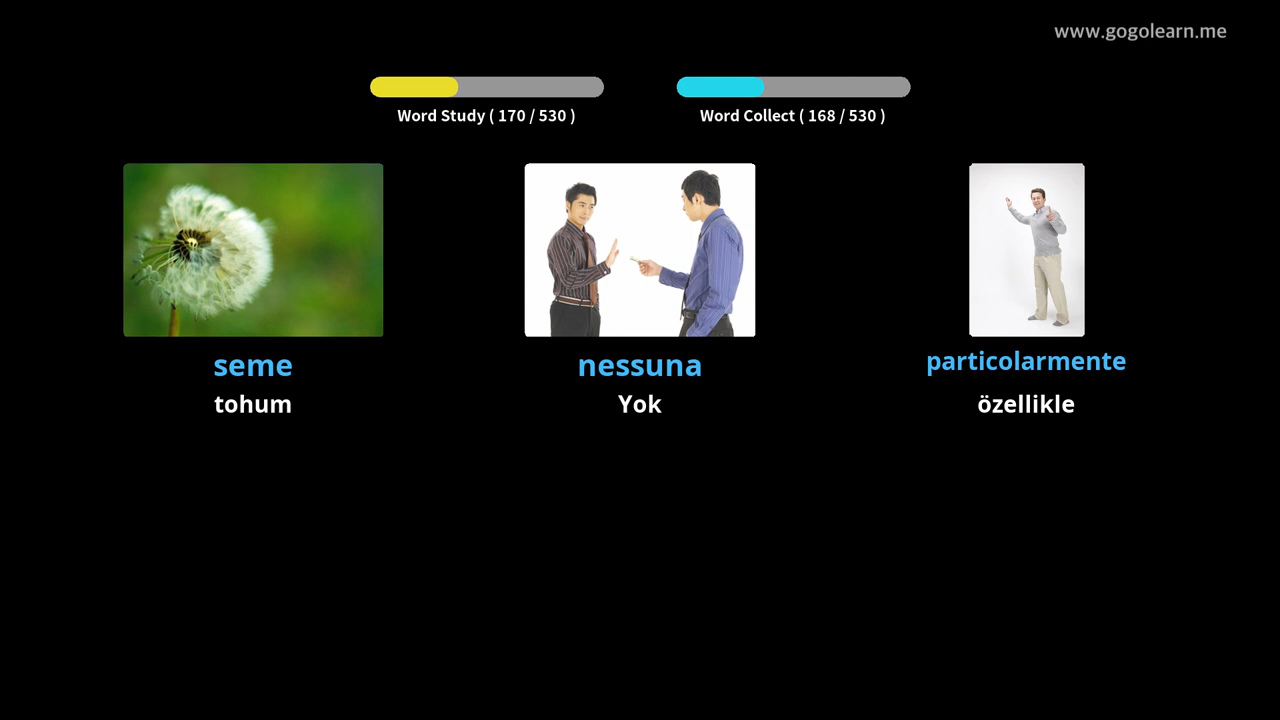 www.gogolearn.me
Word Study ( 170 / 530 )
Word Collect ( 168 / 530 )
seme
tohum
nessuna
Yok
particolarmente
özellikle